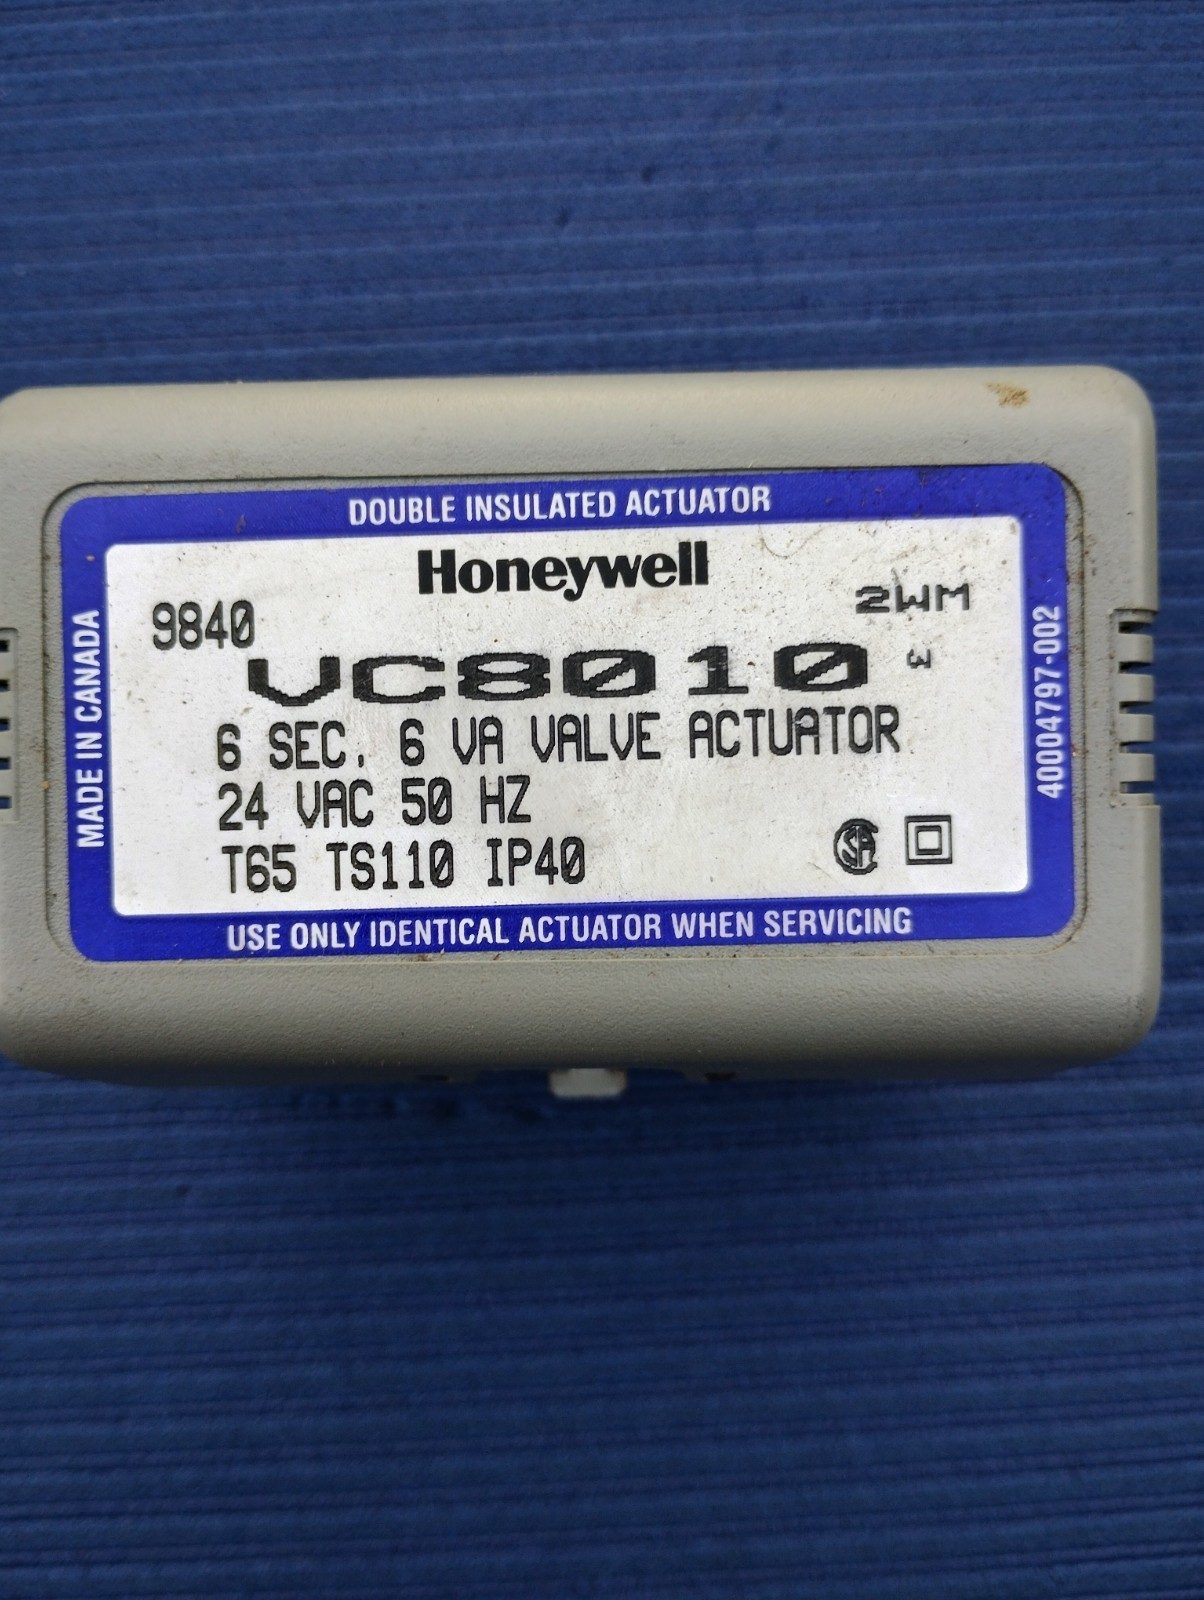 DOUBLE INSULATED ACTUATOR
Honeywell
9840
2WM
VC8010
3
6 SEC. 6 VA VALVE ACTUATOR
24 VAC 50 HZ
T65 TS110 IP40
USE ONLY IDENTICAL ACTUATOR WHEN SERVICING
MADE IN CANADA
40004797-002